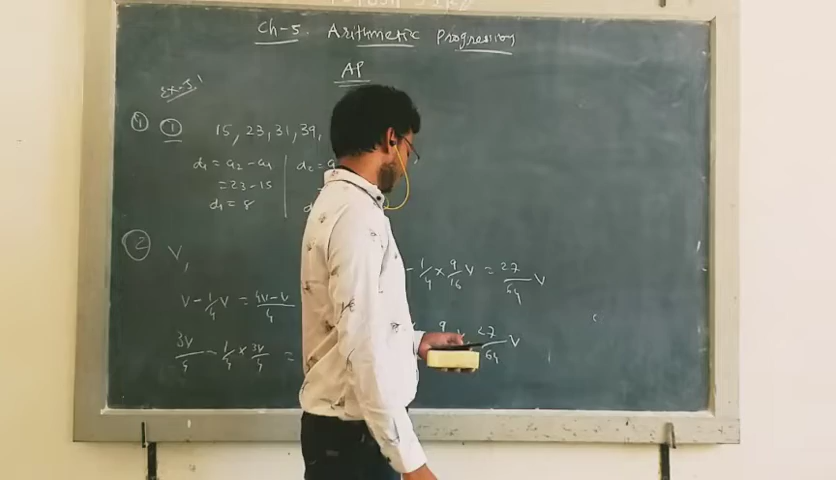 Ch-5. Arithmetic Progression
AP
Ex-5.1
① ① 15, 23, 31, 39,
d₁ = a₂ - a₁
= 23 - 15
d₁ = 8
② V,
- 1/4 × 9/16 V = 27/64 V
V - 1/4 V = 4V-V/4
3V/4 - 1/4 × 3V/4 =
27/64 V